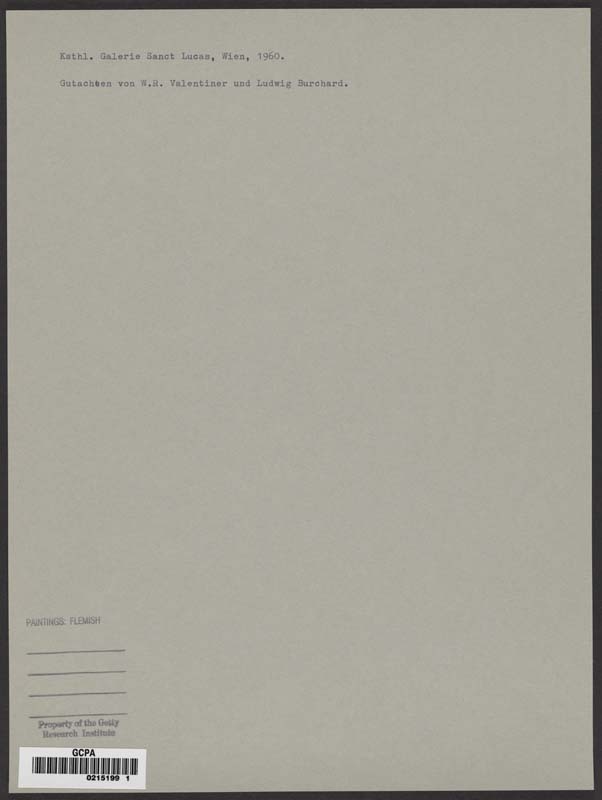 Kathl. Galerie Sanct Lucas, Wien, 1960.
Gutachten von W.R. Valentiner und Ludwig Burchard.
PAINTINGS: FLEMISH
Property of the Getty
Research Institute
GCPA
0215199 1